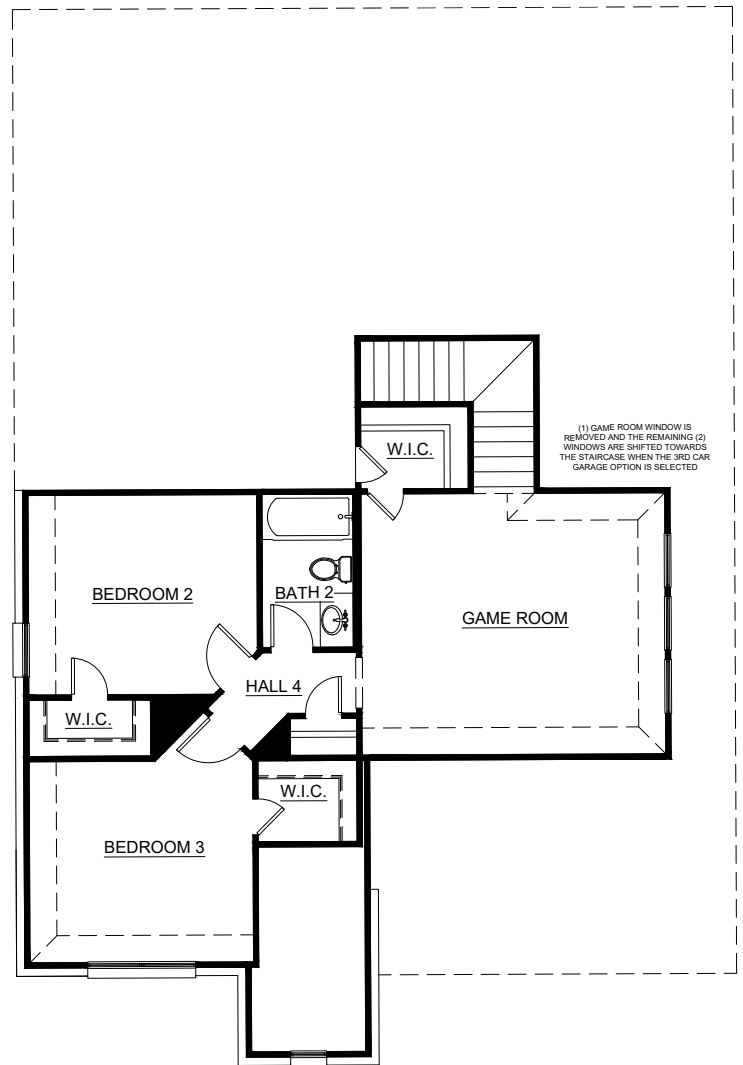 (1) GAME ROOM WINDOW IS
REMOVED AND THE REMAINING (2)
WINDOWS ARE SHIFTED TOWARDS
THE STAIRCASE WHEN THE 3RD CAR
GARAGE OPTION IS SELECTED
W.I.C.
BEDROOM 2
BATH 2
GAME ROOM
HALL 4
W.I.C.
W.I.C.
BEDROOM 3